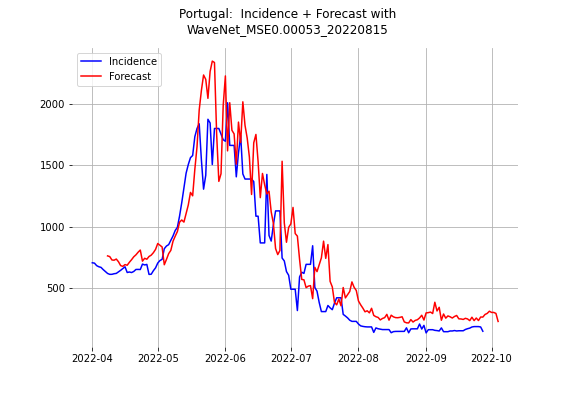 Portugal:  Incidence + Forecast with
WaveNet_MSE0.00053_20220815
Incidence
Forecast
2000
1500
1000
500
2022-04
2022-05
2022-06
2022-07
2022-08
2022-09
2022-10